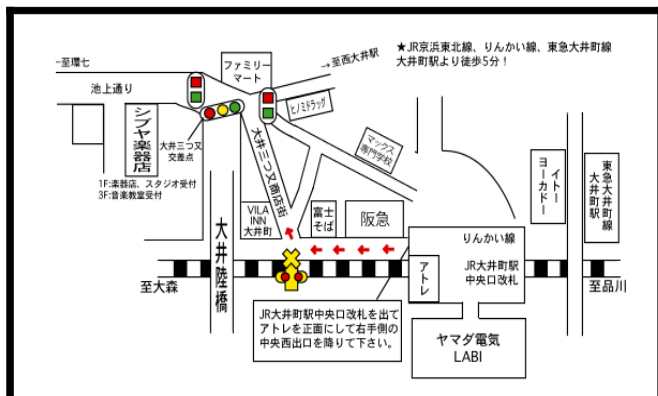 ★JR京浜東北線、りんかい線、東急大井町線
大井町駅より徒歩5分！
─至環七
ファミリー
マート
→至西大井駅
池上通り
ヒノミドラッグ
シブヤ楽器店
大井三つ又
交差点
大井三つ又商店街
マックス
専門学校
イトー
ヨーカドー
東急大井町線
大井町駅
1F:楽器店、スタジオ受付
3F:音楽教室受付
VILA
INN
大井町
富士
そば
阪急
りんかい線
大井陸橋
アトレ
JR大井町駅
中央口改札
至大森
至品川
JR大井町駅中央口改札を出て
アトレを正面にして右手側の
中央西出口を降りて下さい。
ヤマダ電気
LABI